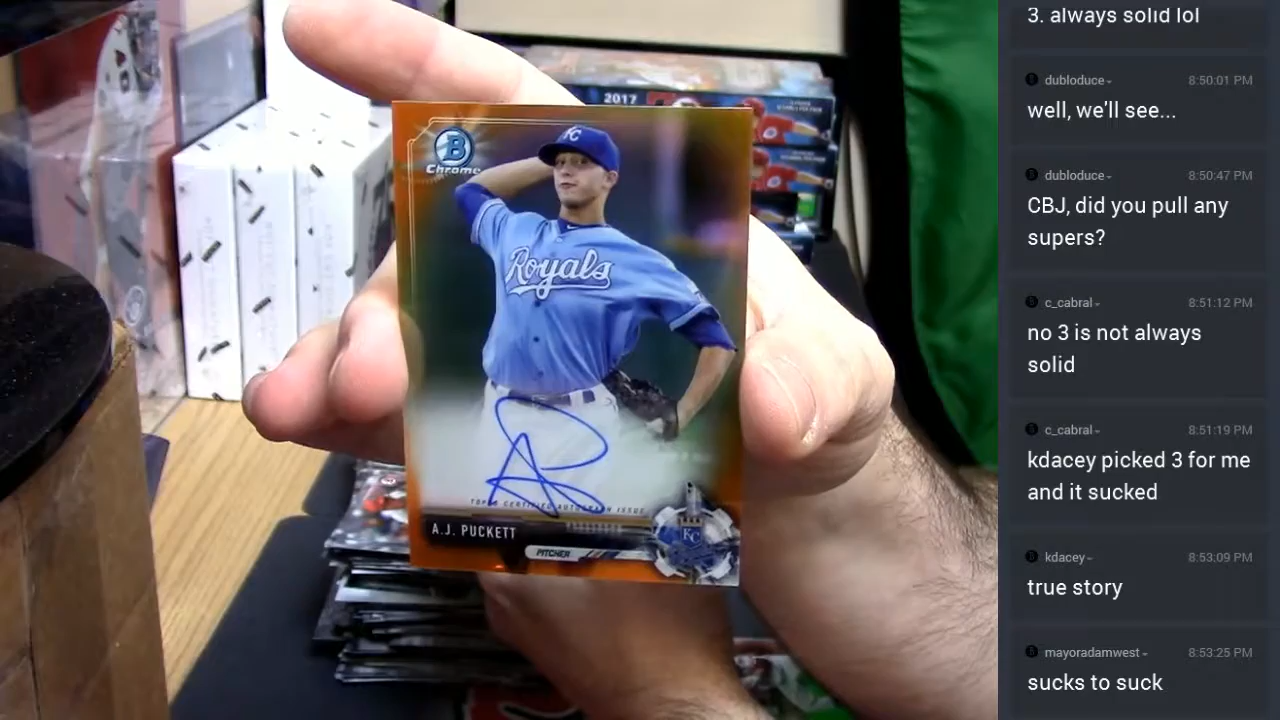 3. always solid lol
dubloduce
8:50:01 PM
well, we'll see...
dubloduce
8:50:47 PM
CBJ, did you pull any
supers?
c_cabral
8:51:12 PM
no 3 is not always
solid
c_cabral
8:51:19 PM
kdacey picked 3 for me
and it sucked
kdacey
8:53:09 PM
true story
mayoradamwest
8:53:25 PM
sucks to suck
2017
B
Chrome
KC
Royals
TOPPS CERTIFIED AUTOGRAPH ISSUE
A.J. PUCKETT
PITCHER
KC